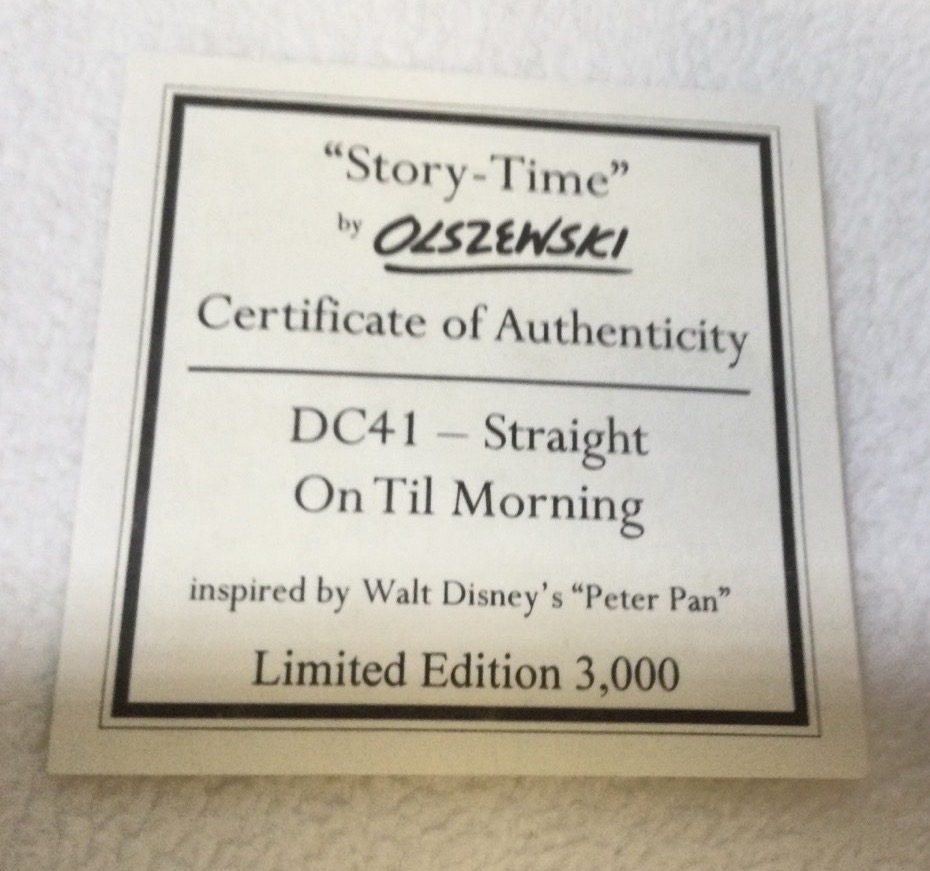 “Story-Time”
by OLSZEWSKI
Certificate of Authenticity
DC41 – Straight
On Til Morning
inspired by Walt Disney’s “Peter Pan”
Limited Edition 3,000